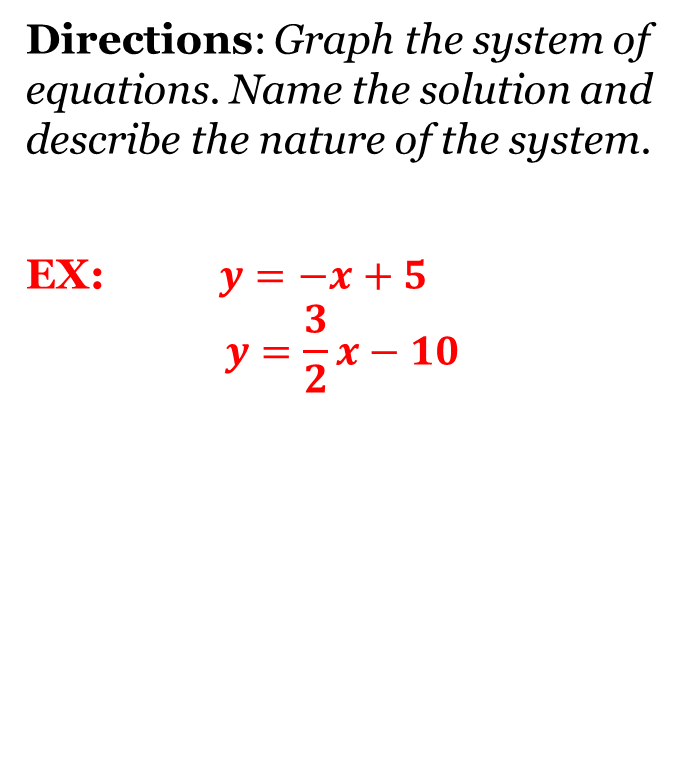 Directions: Graph the system of
equations. Name the solution and
describe the nature of the system.
EX: y = −x + 5
y = 3/2 x − 10